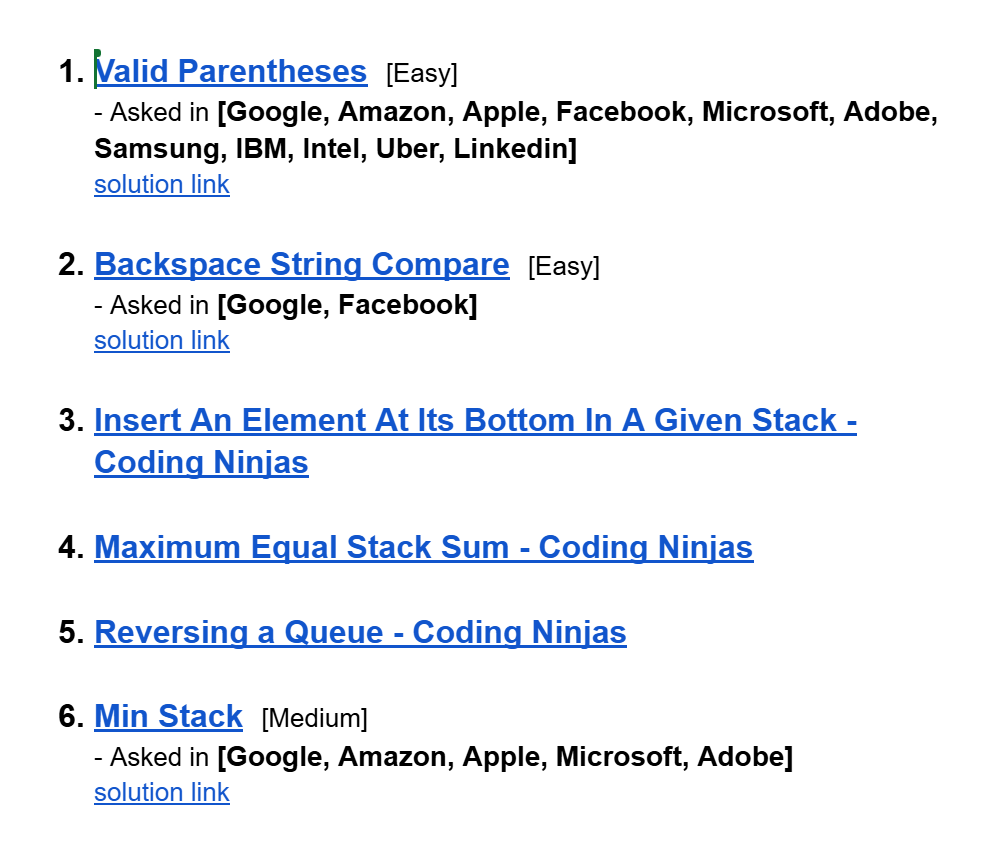 1. Valid Parentheses [Easy]
- Asked in [Google, Amazon, Apple, Facebook, Microsoft, Adobe,
Samsung, IBM, Intel, Uber, Linkedin]
solution link
2. Backspace String Compare [Easy]
- Asked in [Google, Facebook]
solution link
3. Insert An Element At Its Bottom In A Given Stack -
Coding Ninjas
4. Maximum Equal Stack Sum - Coding Ninjas
5. Reversing a Queue - Coding Ninjas
6. Min Stack [Medium]
- Asked in [Google, Amazon, Apple, Microsoft, Adobe]
solution link